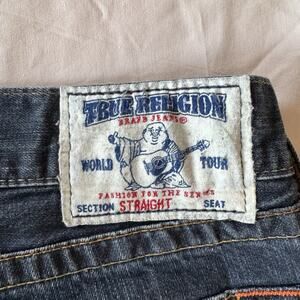 TRUE RELIGION
BRAND JEANS®
WORLD TOUR
FASHION FOR THE SENSES
SECTION STRAIGHT SEAT